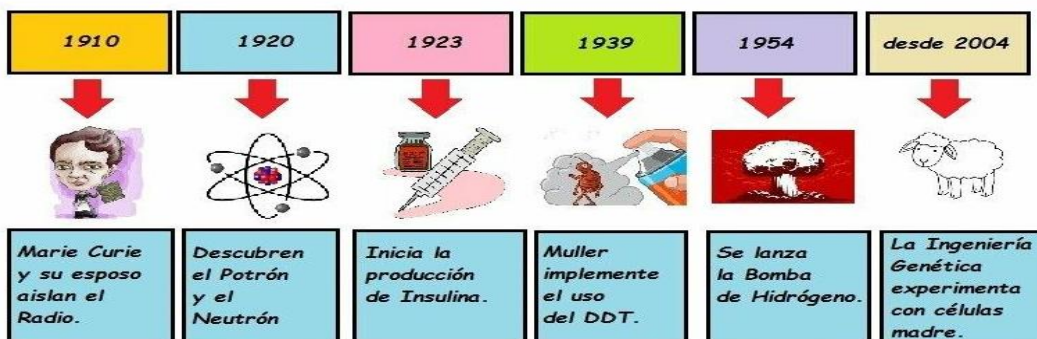 1910
1920
1923
1939
1954
desde 2004
Marie Curie
y su esposo
aislan el
Radio.
Descubren
el Potrón
y el
Neutrón
Inicia la
producción
de Insulina.
Muller
implemente
el uso
del DDT.
Se lanza
la Bomba
de Hidrógeno.
La Ingeniería
Genética
experimenta
con células
madre.